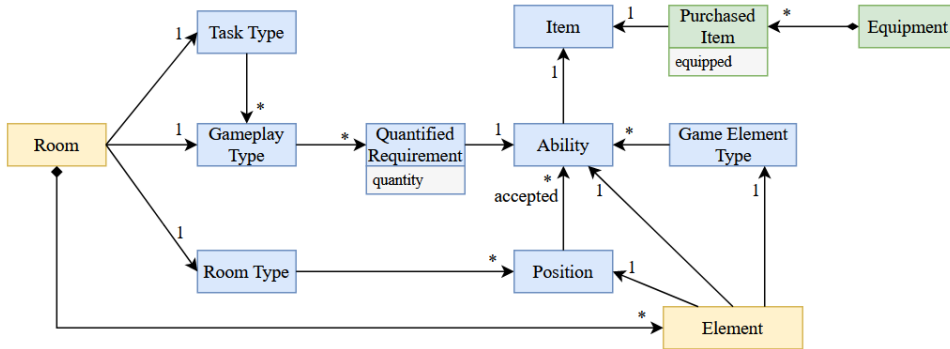 Task Type
Item
1
Purchased
Item
equipped
*
Equipment
1
1
*
Room
1
Gameplay
Type
*
Quantified
Requirement
quantity
1
Ability
*
Game Element
Type
*
accepted
1
1
1
Room Type
*
Position
1
*
Element